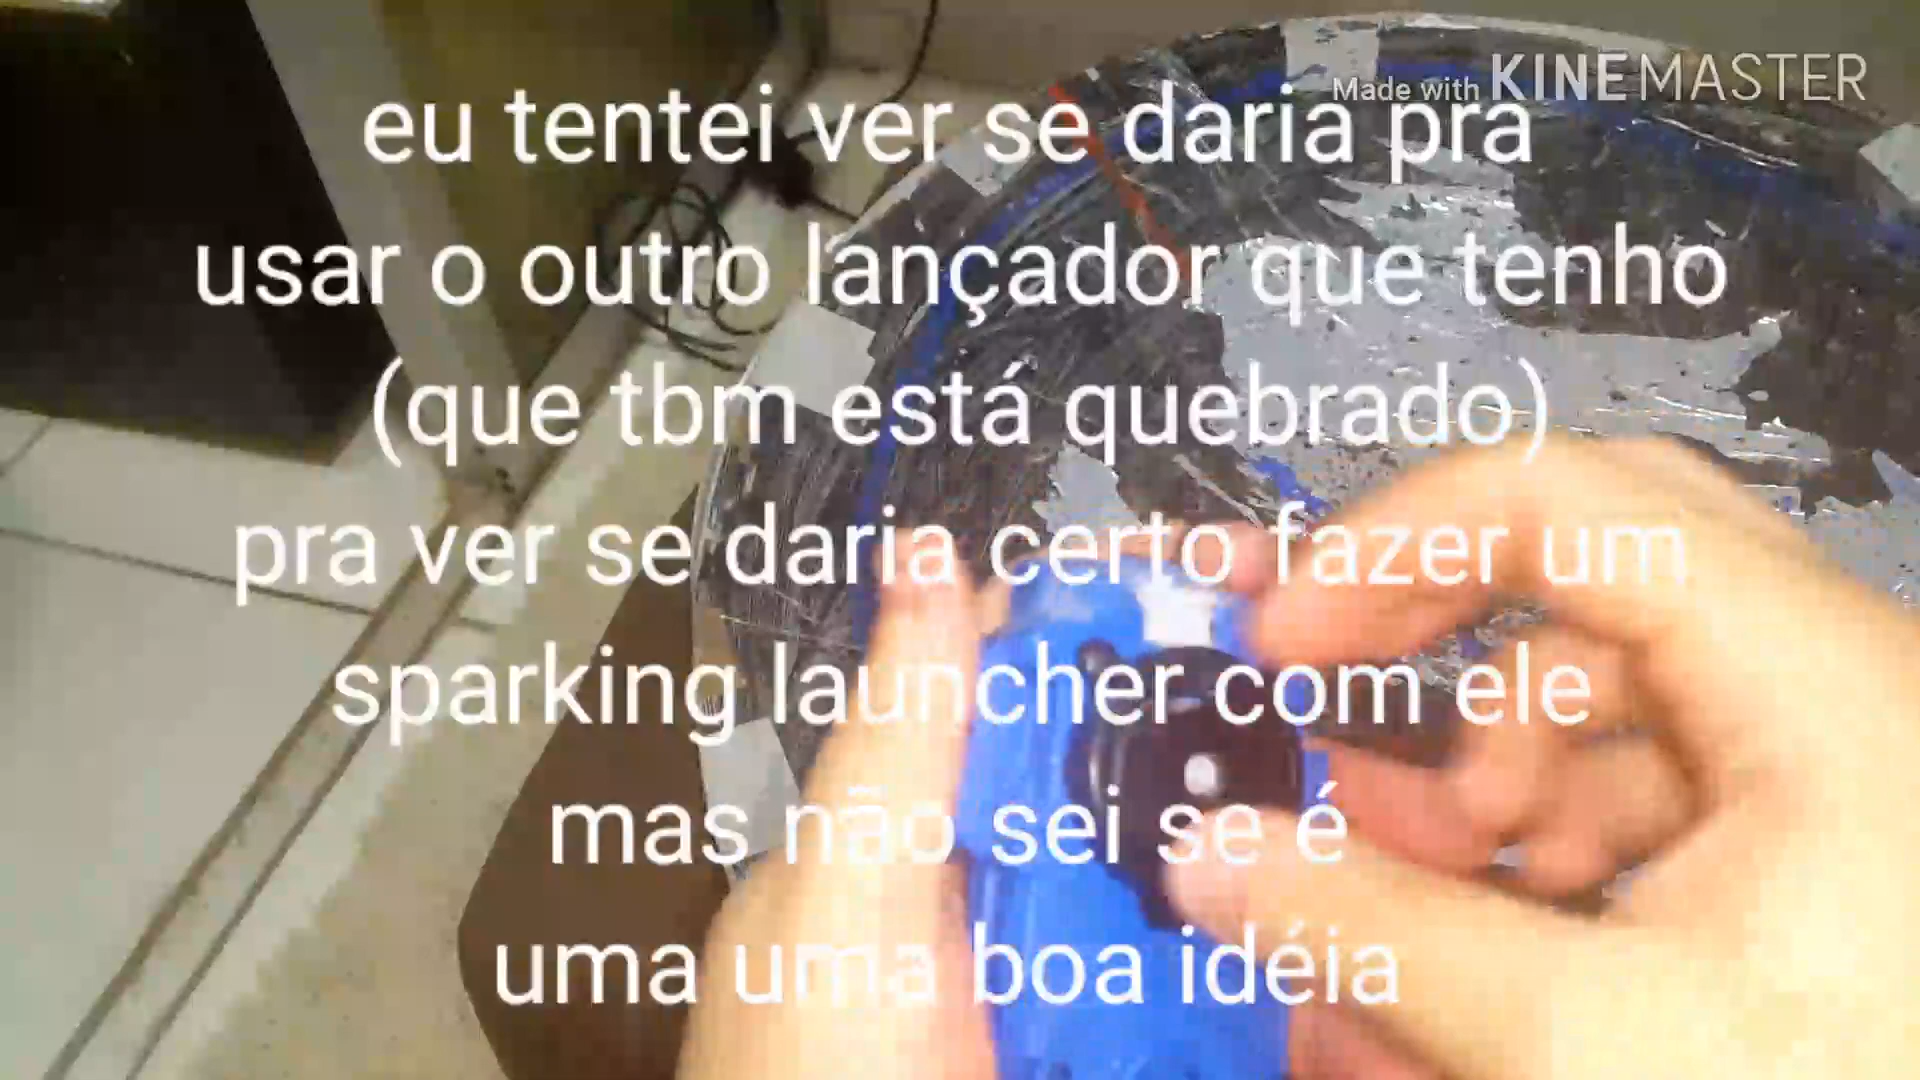 Made with KINEMASTER
eu tentei ver se daria pra
usar o outro lançador que tenho
(que tbm está quebrado)
pra ver se daria certo fazer um
sparking launcher com ele
mas não sei se é
uma uma boa idéia